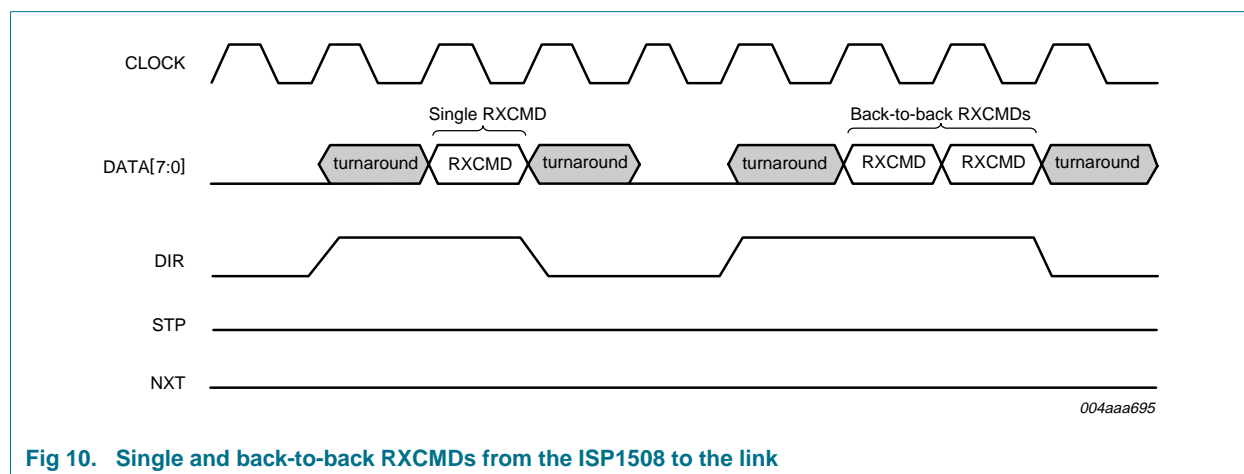 CLOCK
Single RXCMD
Back-to-back RXCMDs
DATA[7:0]
turnaround
RXCMD
turnaround
turnaround
RXCMD
RXCMD
turnaround
DIR
STP
NXT
004aaa695
Fig 10. Single and back-to-back RXCMDs from the ISP1508 to the link